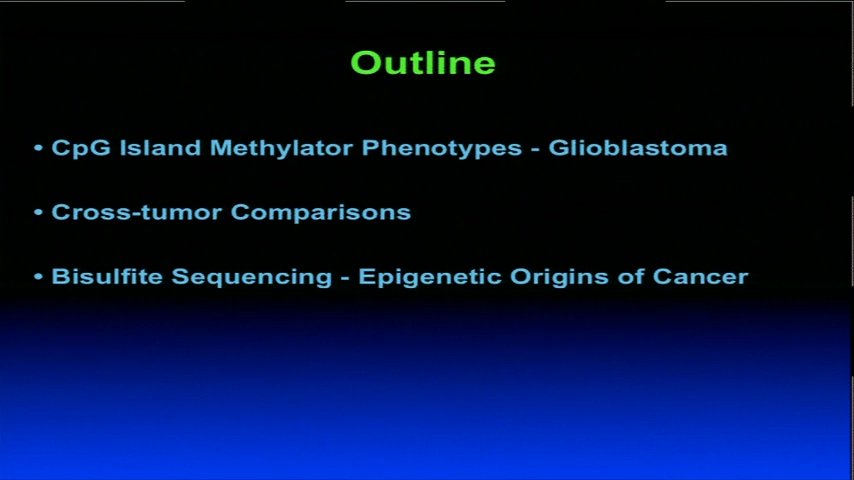 Outline
• CpG Island Methylator Phenotypes - Glioblastoma
• Cross-tumor Comparisons
• Bisulfite Sequencing - Epigenetic Origins of Cancer